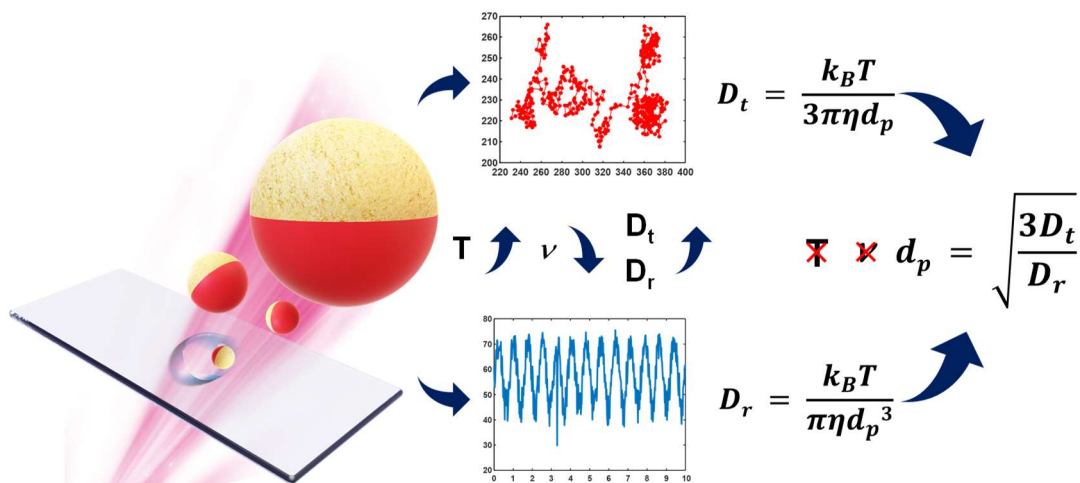 270
260
250
240
230
220
210
200
220 240 260 280 300 320 340 360 380 400
D_t = k_B T / 3πηd_p
T ν D_t
D_r
T ν d_p = √(3D_t / D_r)
80
70
60
50
40
30
20
0 1 2 3 4 5 6 7 8 9 10
D_r = k_B T / πηd_p³